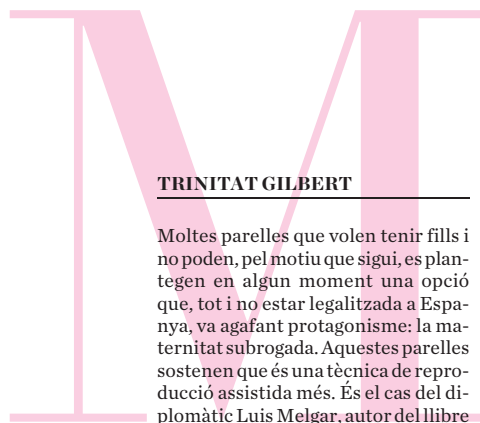 M
TRINITAT GILBERT
Moltes parelles que volen tenir fills i
no poden, pel motiu que sigui, es plan-
tegen en algun moment una opció
que, tot i no estar legalitzada a Espa-
nya, va agafant protagonisme: la ma-
ternitat subrogada. Aquestes parelles
sostenen que és una tècnica de repro-
ducció assistida més. És el cas del di-
plomàtic Luis Melgar, autor del llibre